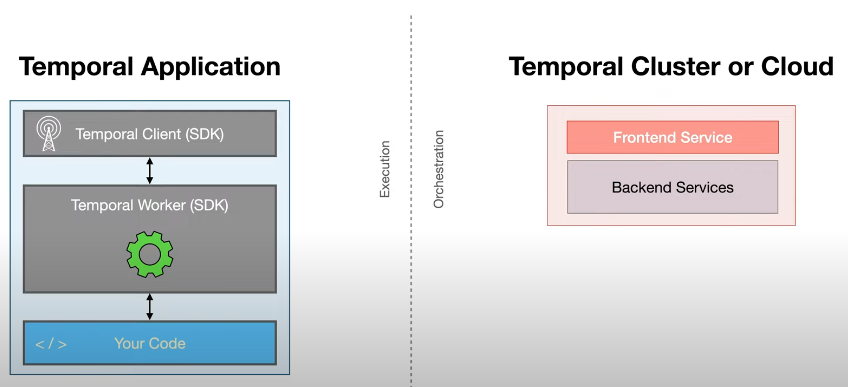 Temporal Application
Temporal Cluster or Cloud
Temporal Client (SDK)
Temporal Worker (SDK)
</>
Your Code
Execution
Orchestration
Frontend Service
Backend Services